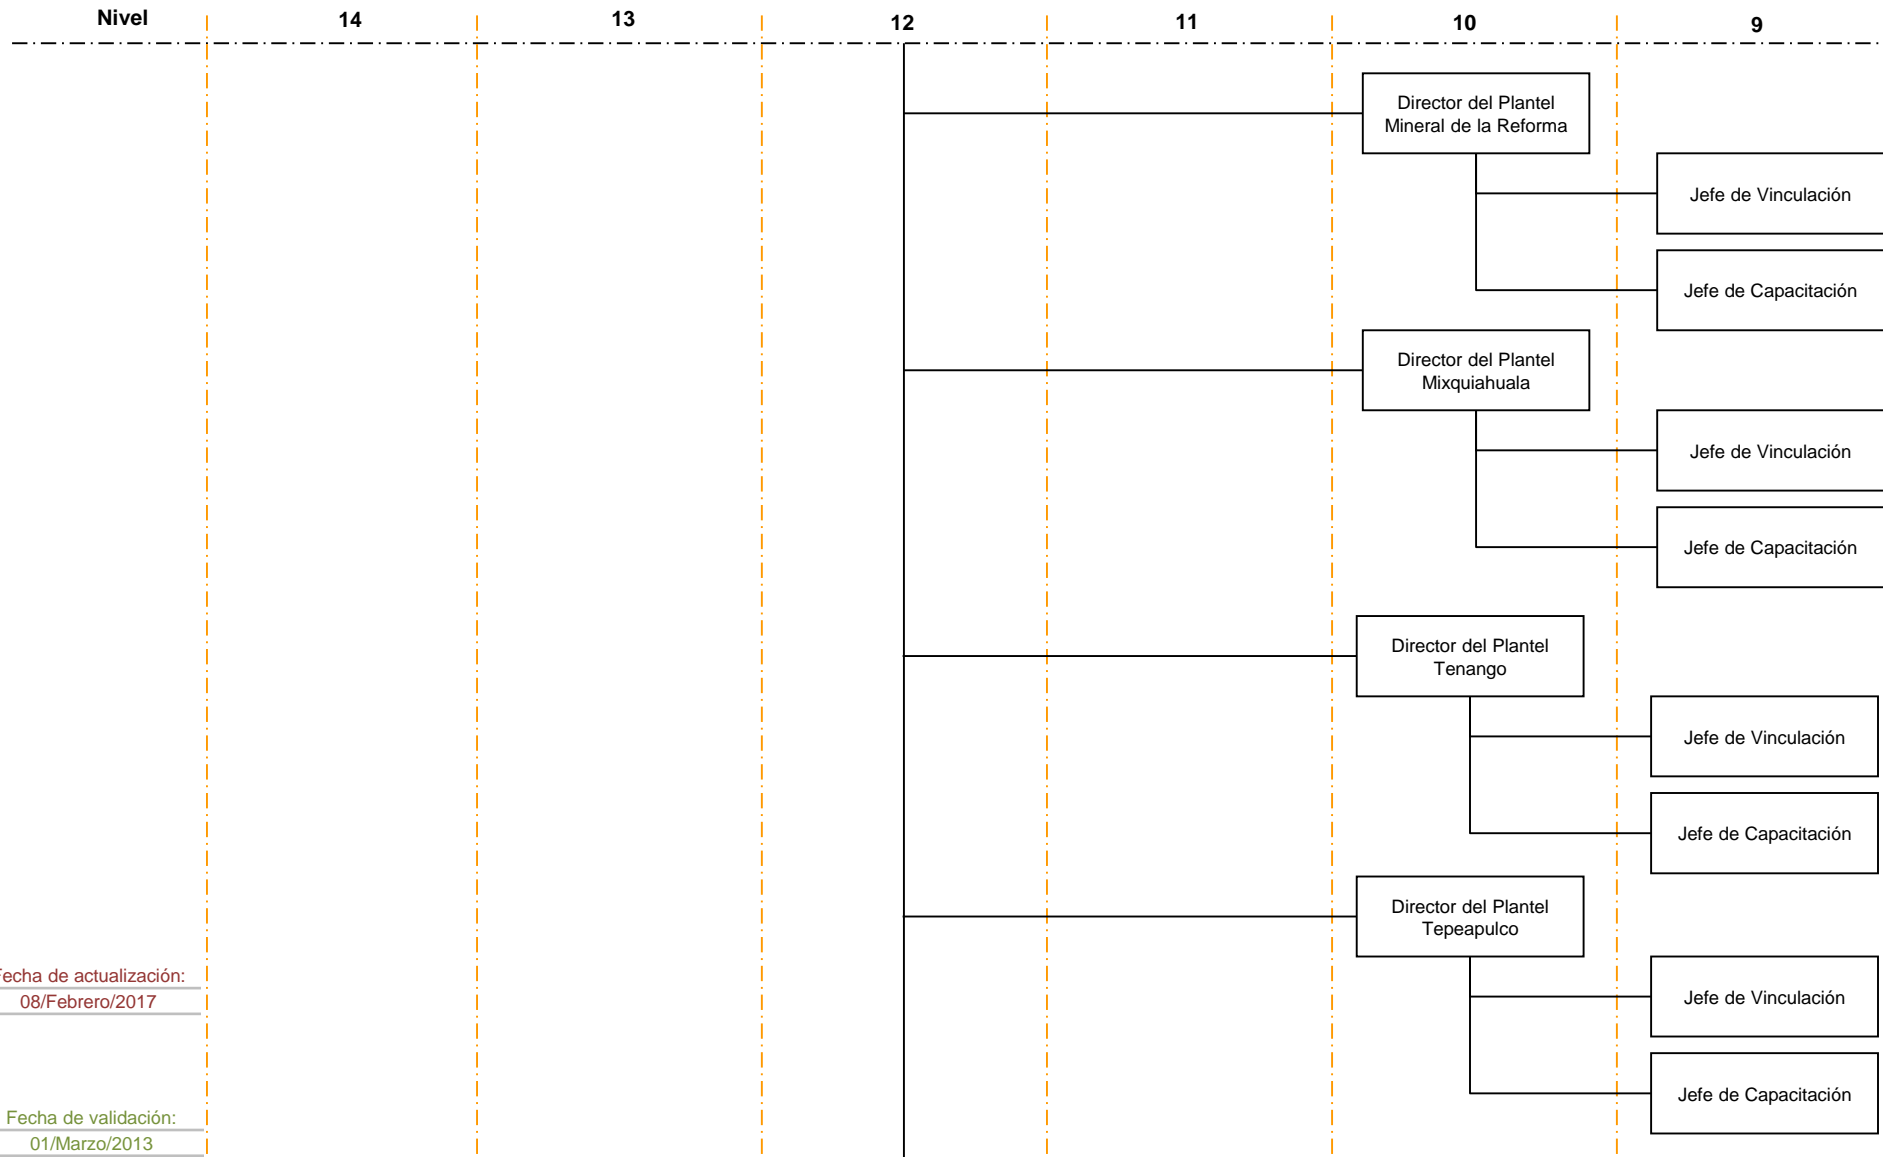 Nivel 14 13 12 11 10 9
Director del Plantel
Mineral de la Reforma
Jefe de Vinculación
Jefe de Capacitación
Director del Plantel
Mixquiahuala
Jefe de Vinculación
Jefe de Capacitación
Director del Plantel
Tenango
Jefe de Vinculación
Jefe de Capacitación
Director del Plantel
Tepeapulco
Jefe de Vinculación
Jefe de Capacitación
Fecha de actualización:
08/Febrero/2017
Fecha de validación:
01/Marzo/2013